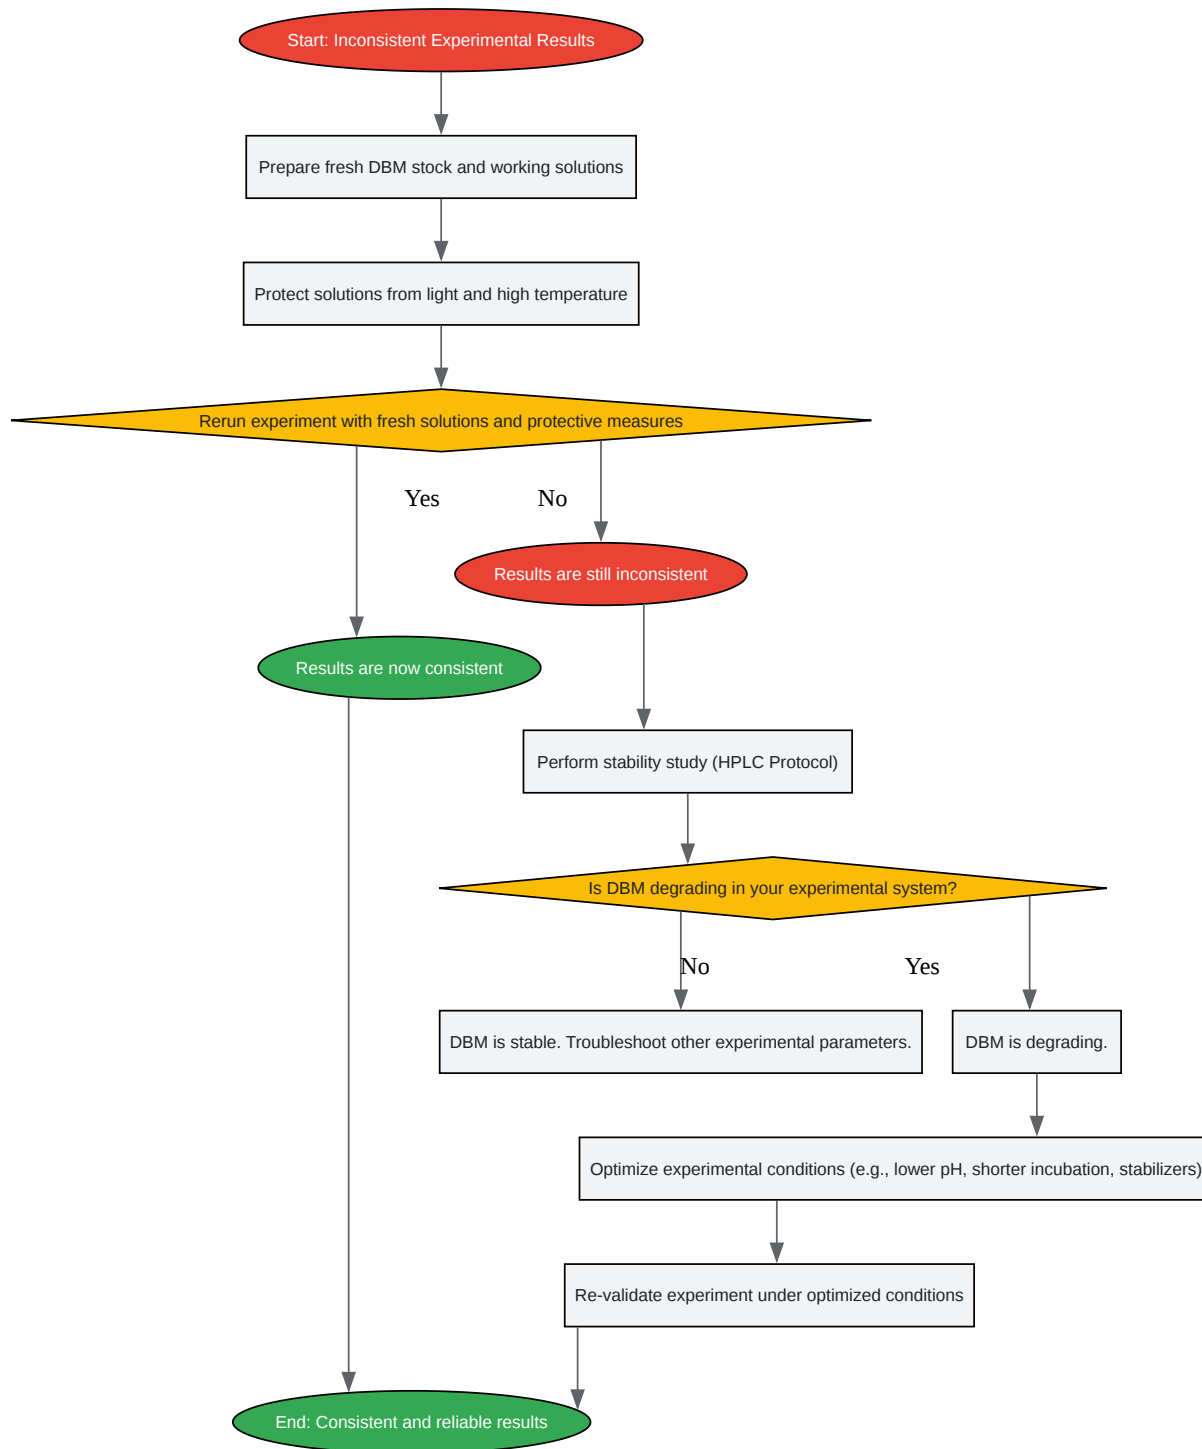 Start: Inconsistent Experimental Results
Prepare fresh DBM stock and working solutions
Protect solutions from light and high temperature
Rerun experiment with fresh solutions and protective measures
Yes
No
Results are still inconsistent
Results are now consistent
Perform stability study (HPLC Protocol)
Is DBM degrading in your experimental system?
No
Yes
DBM is stable. Troubleshoot other experimental parameters.
DBM is degrading.
Optimize experimental conditions (e.g., lower pH, shorter incubation, stabilizers)
Re-validate experiment under optimized conditions
End: Consistent and reliable results